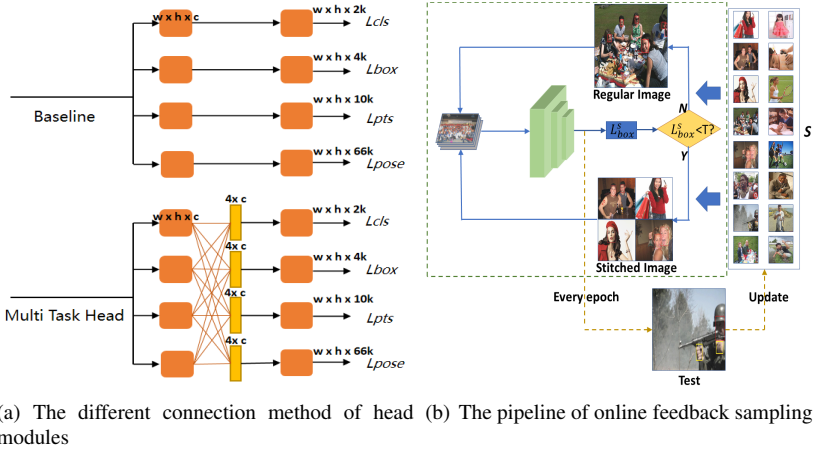 w x h x c
w x h x 2k
Lcls
w x h x 4k
Lbox
Baseline
w x h x 10k
Lpts
w x h x 66k
Lpose
w x h x c
4x c
w x h x 2k
Lcls
4x c
w x h x 4k
Lbox
Multi Task Head
4x c
w x h x 10k
Lpts
4x c
w x h x 66k
Lpose
(a) The different connection method of head
modules
Regular Image
N
L^s_box
L^s_box<T?
Y
S
Stitched Image
Every epoch
Update
Test
(b) The pipeline of online feedback sampling